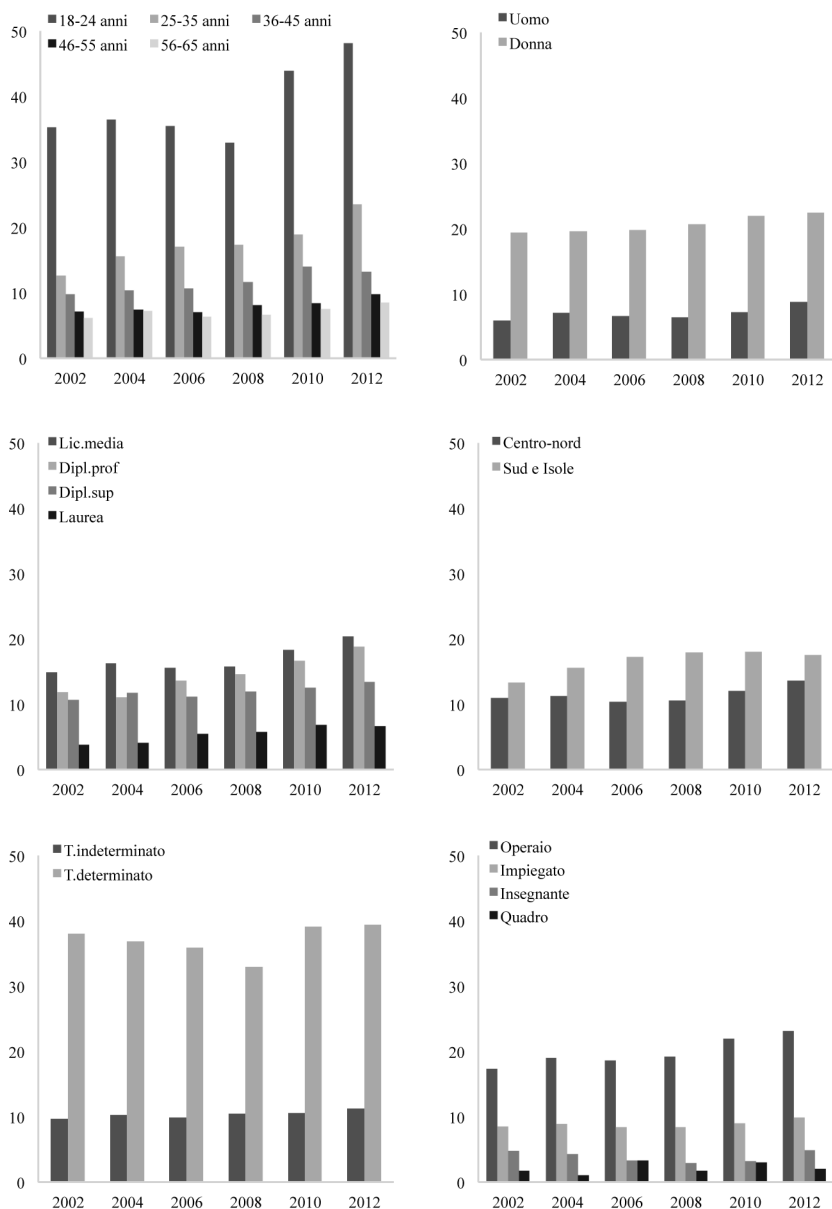 18-24 anni 25-35 anni 36-45 anni
46-55 anni 56-65 anni
50
40
30
20
10
0
2002 2004 2006 2008 2010 2012
Uomo
Donna
50
40
30
20
10
0
2002 2004 2006 2008 2010 2012
Lic.media
Dipl.prof
Dipl.sup
Laurea
50
40
30
20
10
0
2002 2004 2006 2008 2010 2012
Centro-nord
Sud e Isole
50
40
30
20
10
0
2002 2004 2006 2008 2010 2012
T.indeterminato
T.determinato
50
40
30
20
10
0
2002 2004 2006 2008 2010 2012
Operaio
Impiegato
Insegnante
Quadro
50
40
30
20
10
0
2002 2004 2006 2008 2010 2012